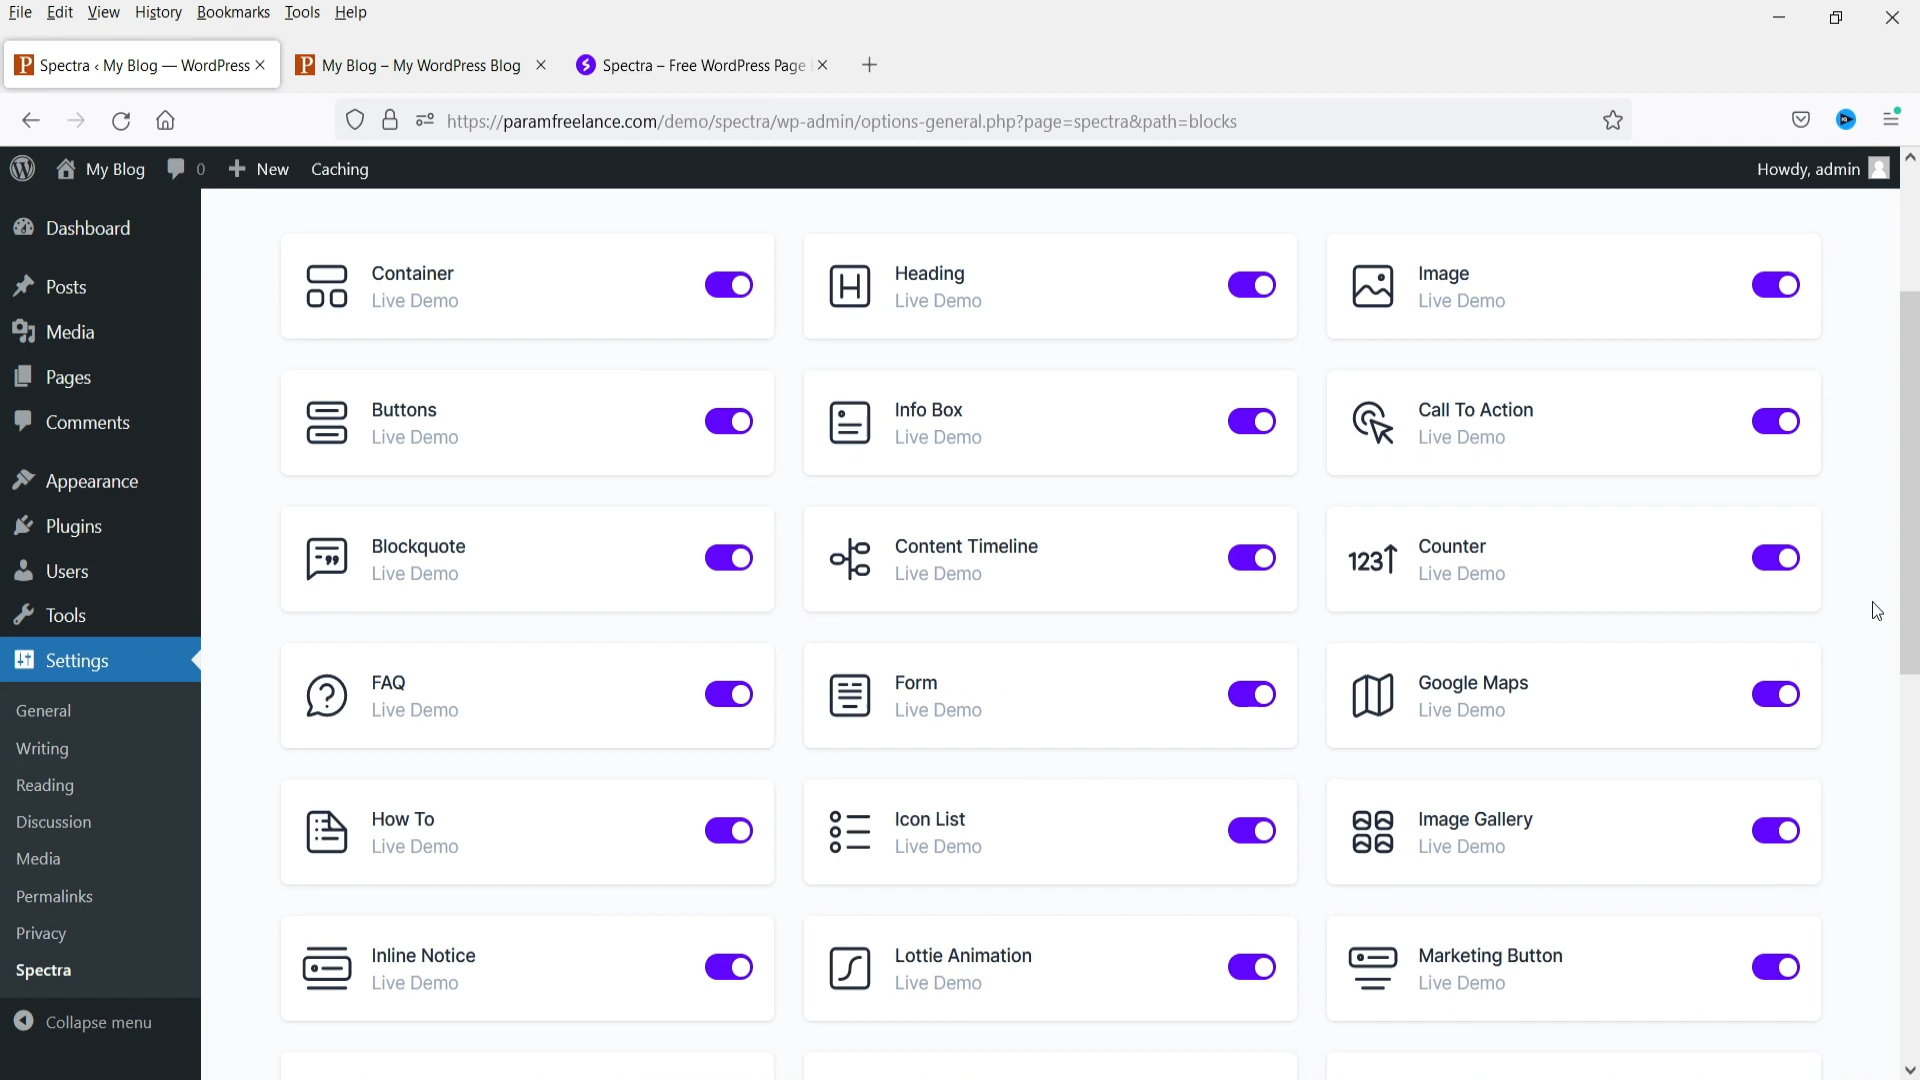 File Edit View History Bookmarks Tools Help
Spectra ‹ My Blog — WordPress
My Blog – My WordPress Blog
Spectra – Free WordPress Page
https://paramfreelance.com/demo/spectra/wp-admin/options-general.php?page=spectra&path=blocks
My Blog 0 New Caching Howdy, admin
Dashboard
Posts
Media
Pages
Comments
Appearance
Plugins
Users
Tools
Settings
General
Writing
Reading
Discussion
Media
Permalinks
Privacy
Spectra
Collapse menu
Container
Live Demo
Heading
Live Demo
Image
Live Demo
Buttons
Live Demo
Info Box
Live Demo
Call To Action
Live Demo
Blockquote
Live Demo
Content Timeline
Live Demo
123
Counter
Live Demo
FAQ
Live Demo
Form
Live Demo
Google Maps
Live Demo
How To
Live Demo
Icon List
Live Demo
Image Gallery
Live Demo
Inline Notice
Live Demo
Lottie Animation
Live Demo
Marketing Button
Live Demo